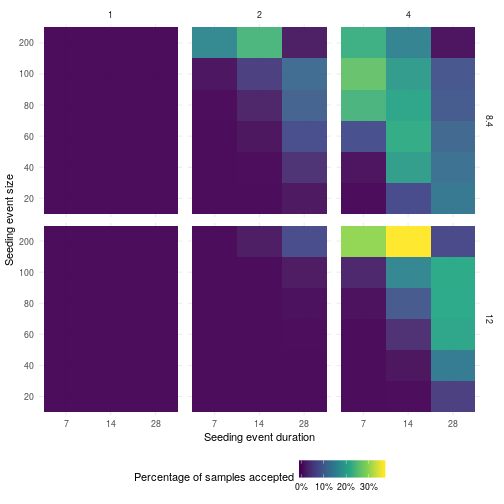 1 2 4
200
100
80
60
40
20
8.4
200
100
80
60
40
20
12
7 14 28 7 14 28 7 14 28
Seeding event size
Seeding event duration
Percentage of samples accepted
0% 10% 20% 30%